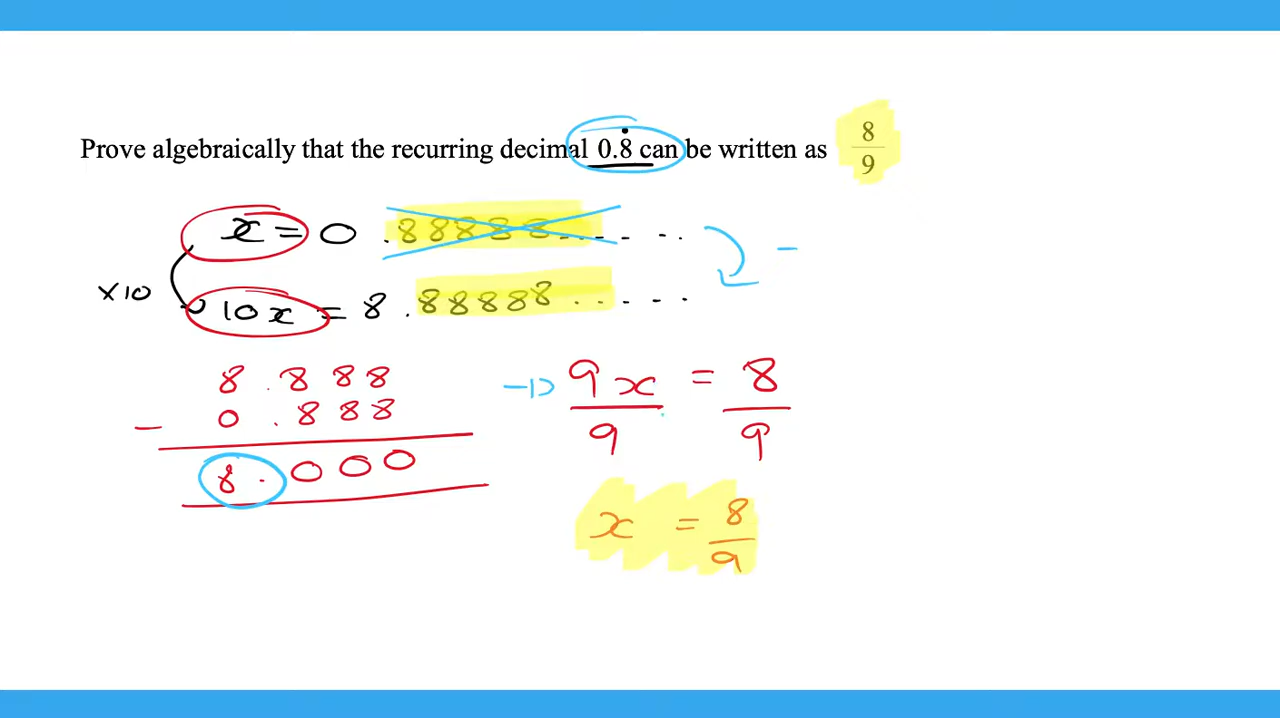 Prove algebraically that the recurring decimal 0.8̇ can be written as 8/9
x = 0.88888......
×10
10x = 8.88888......
−
8.888
− 0.888
8.000
→ 9x/9 = 8/9
x = 8/9